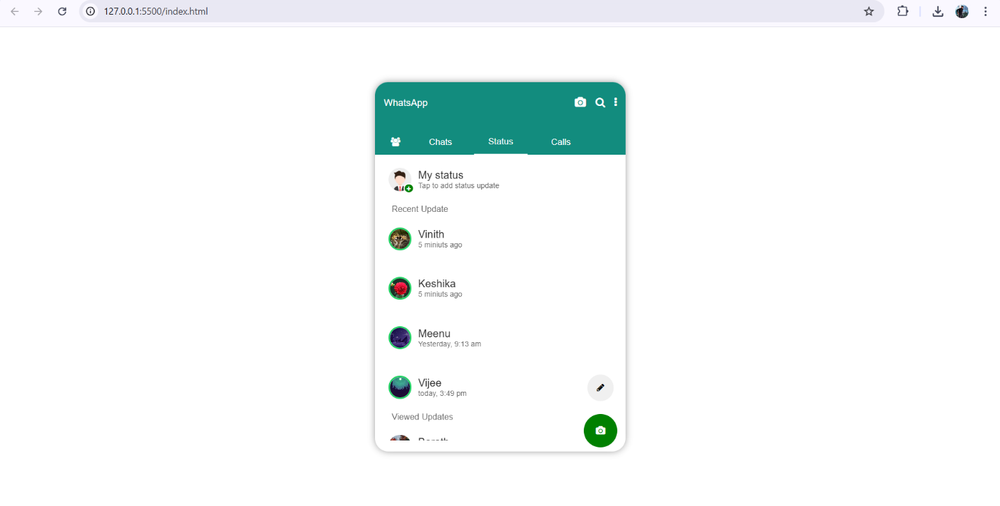 127.0.0.1:5500/index.html
WhatsApp
Chats Status Calls
My status
Tap to add status update
Recent Update
Vinith
5 miniuts ago
Keshika
5 miniuts ago
Meenu
Yesterday, 9:13 am
Vijee
today, 3:49 pm
Viewed Updates